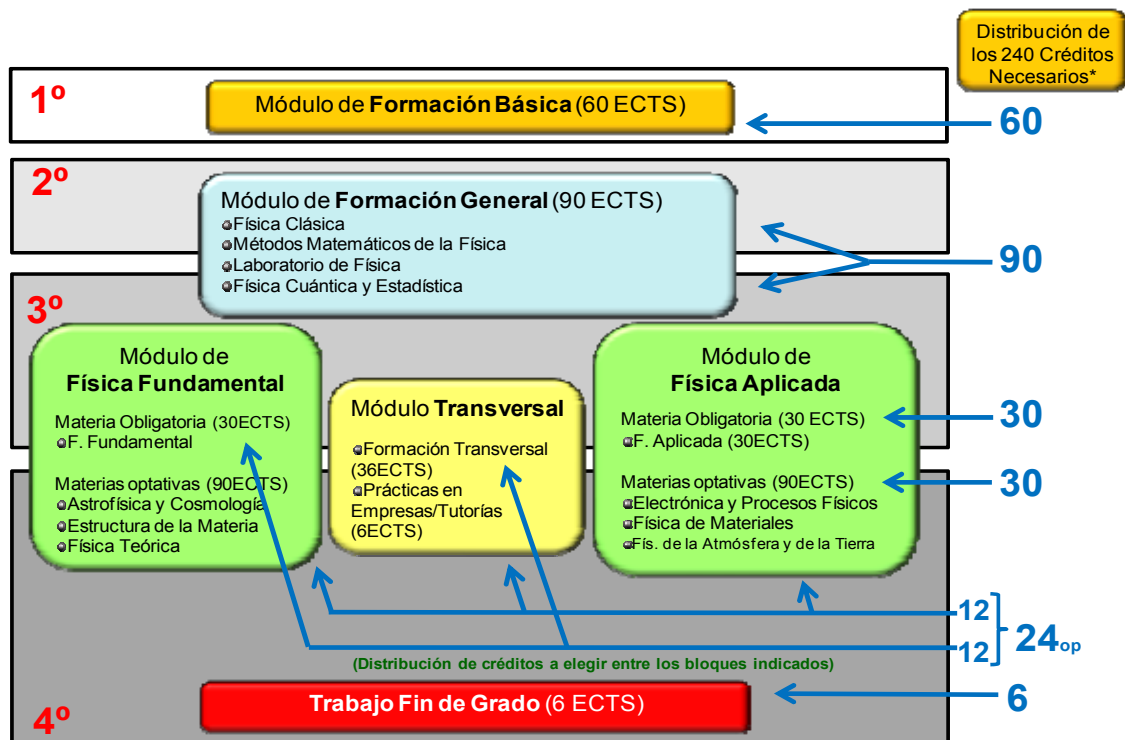 Distribución de
los 240 Créditos
Necesarios*
1º
Módulo de Formación Básica (60 ECTS)
60
2º
Módulo de Formación General (90 ECTS)
Física Clásica
Métodos Matemáticos de la Física
Laboratorio de Física
Física Cuántica y Estadística
90
3º
Módulo de
Física Fundamental
Materia Obligatoria (30ECTS)
F. Fundamental
Materias optativas (90ECTS)
Astrofísica y Cosmología
Estructura de la Materia
Física Teórica
Módulo Transversal
Formación Transversal
(36ECTS)
Prácticas en
Empresas/Tutorías
(6ECTS)
Módulo de
Física Aplicada
Materia Obligatoria (30 ECTS)
F. Aplicada (30ECTS)
Materias optativas (90ECTS)
Electrónica y Procesos Físicos
Física de Materiales
Fís. de la Atmósfera y de la Tierra
30
30
12
12
24op
(Distribución de créditos a elegir entre los bloques indicados)
4º
Trabajo Fin de Grado (6 ECTS)
6